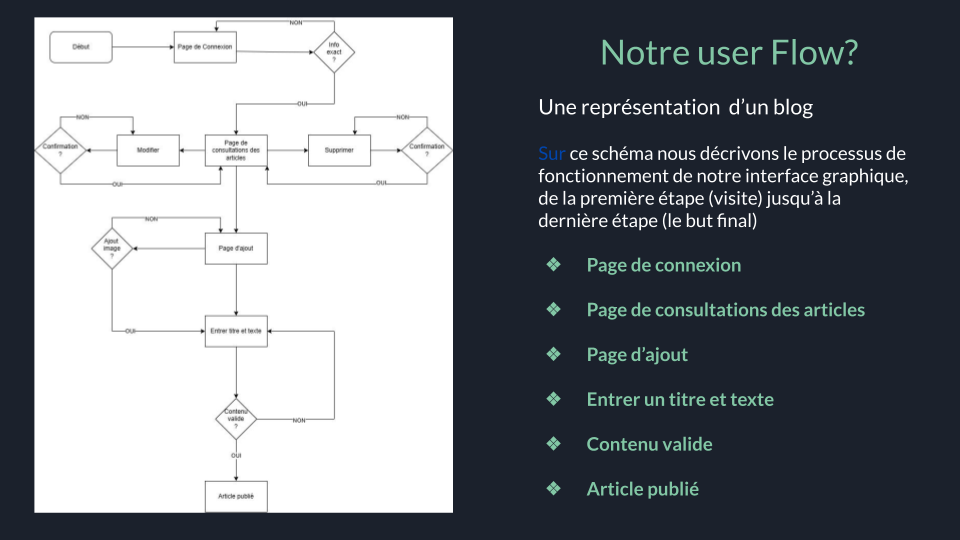 NON
Début
Page de Connexion
Info
exact
?
OUI
NON
NON
Confirmation
?
Modifier
Page de
consultations des
articles
Supprimer
Confirmation
?
OUI
OUI
NON
Ajout
image
?
Page d'ajout
OUI
Entrer titre et texte
Contenu
valide
?
NON
OUI
Article publié
Notre user Flow?
Une représentation d’un blog
Sur ce schéma nous décrivons le processus de
fonctionnement de notre interface graphique,
de la première étape (visite) jusqu’à la
dernière étape (le but final)
❖ Page de connexion
❖ Page de consultations des articles
❖ Page d’ajout
❖ Entrer un titre et texte
❖ Contenu valide
❖ Article publié